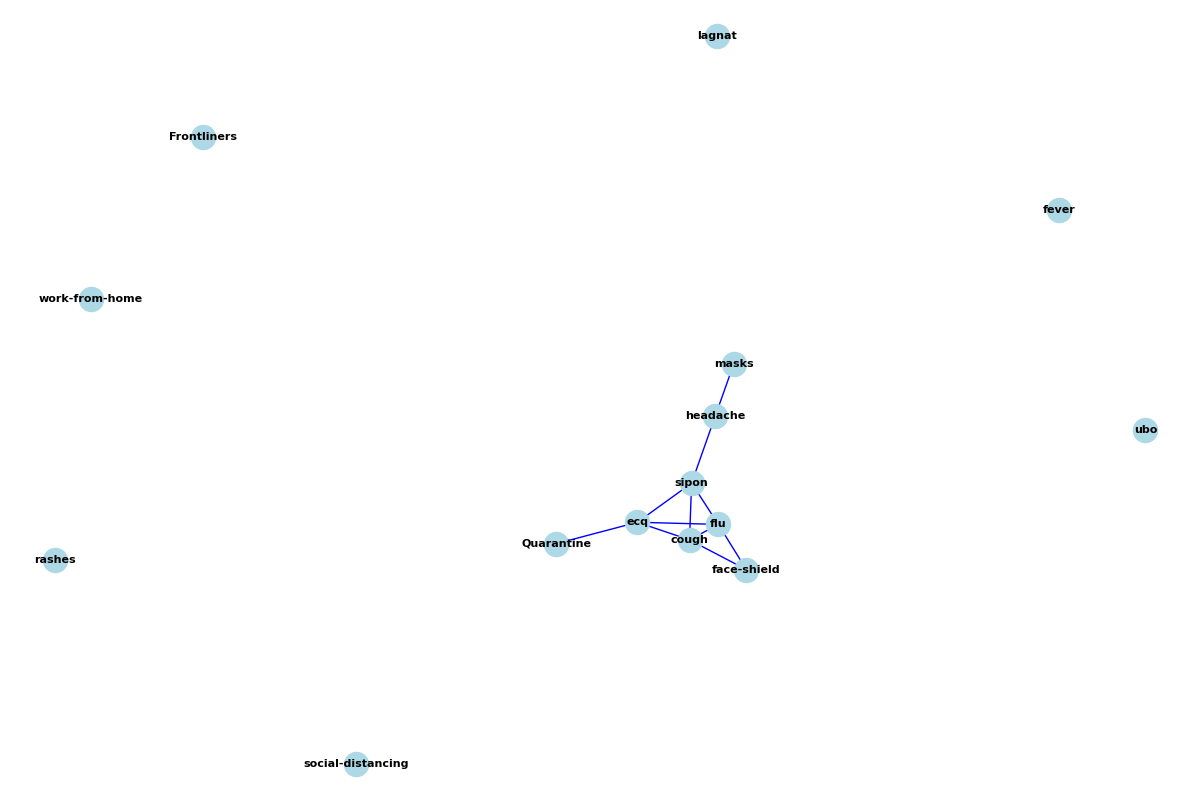 lagnat
Frontliners
fever
work-from-home
masks
headache
ubo
sipon
ecq
flu
cough
Quarantine
rashes
face-shield
social-distancing